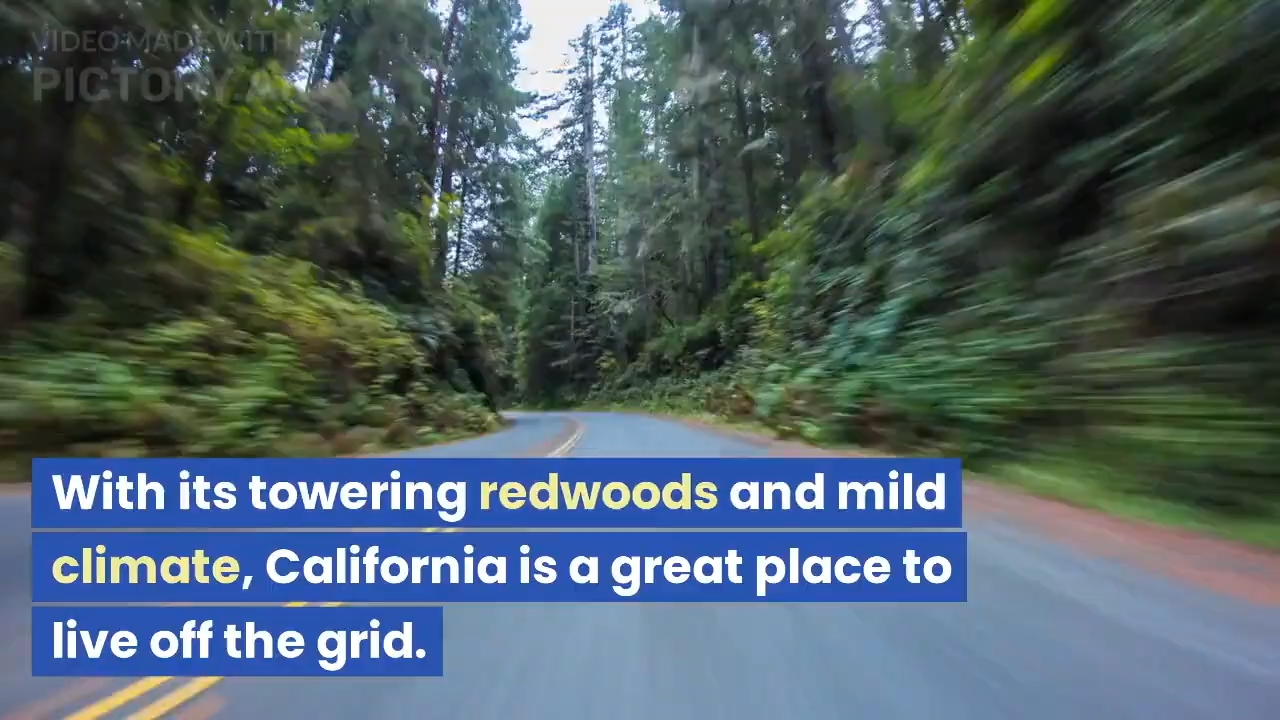 VIDEO MADE WITH
PICTORY.AI
With its towering redwoods and mild
climate, California is a great place to
live off the grid.